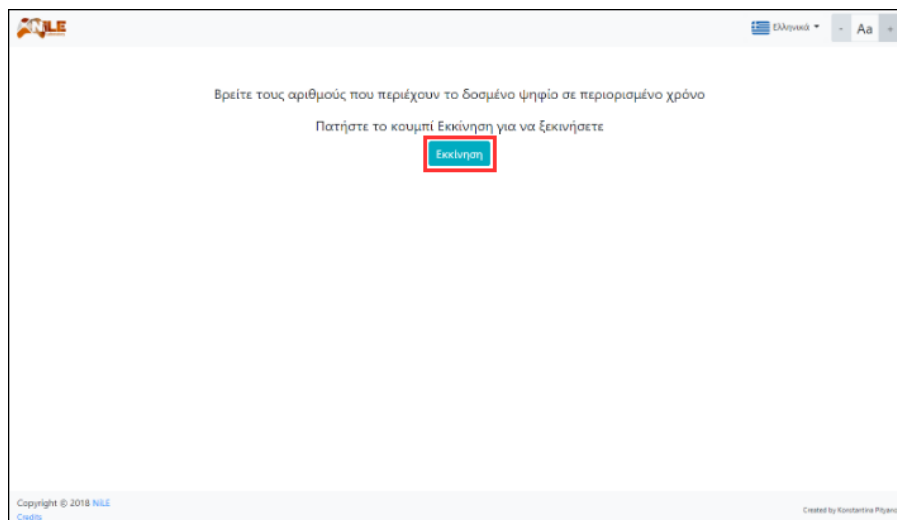 NiLE
Ελληνικά
- Aa +
Βρείτε τους αριθμούς που περιέχουν το δοσμένο ψηφίο σε περιορισμένο χρόνο
Πατήστε το κουμπί Εκκίνηση για να ξεκινήσετε
Εκκίνηση
Copyright © 2018 NiLE
Credits
Created by Konstantina